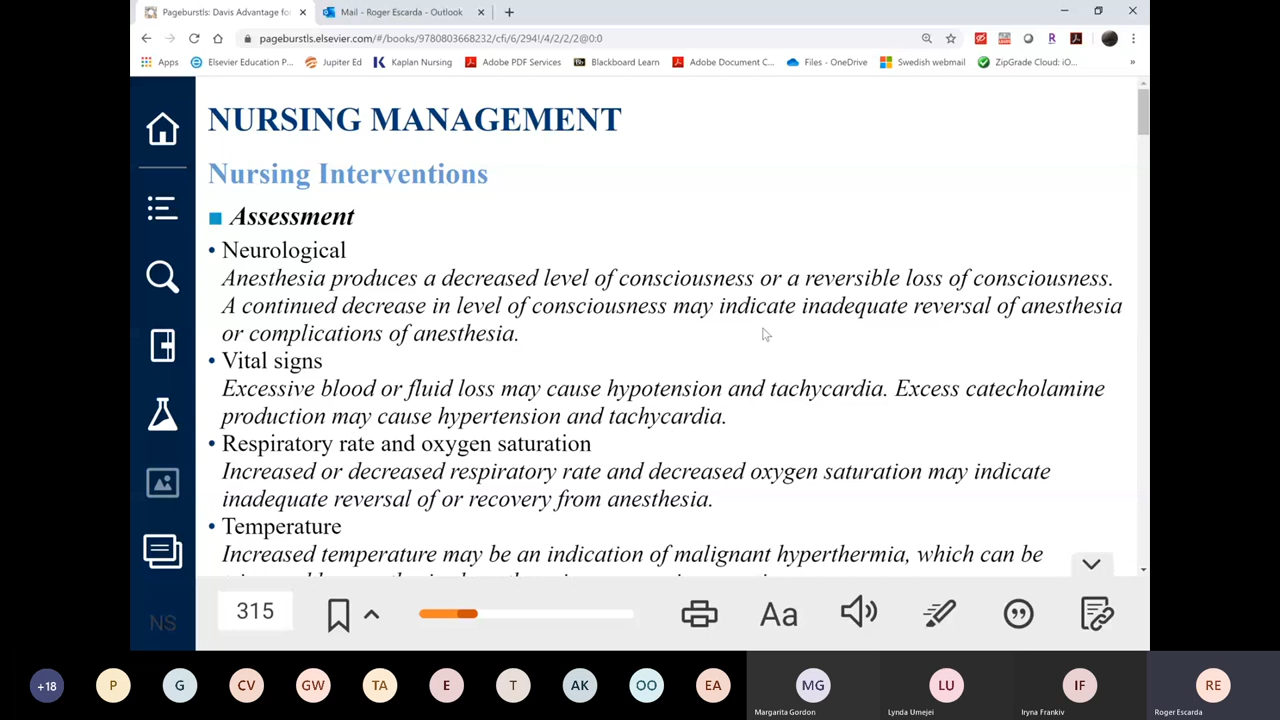 Pageburstls: Davis Advantage for
Mail - Roger Escarda - Outlook
pageburstls.elsevier.com/#/books/9780803668232/cfi/6/294!/4/2/2/2@0:0
Apps
Elsevier Education P...
Jupiter Ed
Kaplan Nursing
Adobe PDF Services
Blackboard Learn
Adobe Document C...
Files - OneDrive
Swedish webmail
ZipGrade Cloud: iO...
NURSING MANAGEMENT
Nursing Interventions
Assessment
• Neurological
Anesthesia produces a decreased level of consciousness or a reversible loss of consciousness.
A continued decrease in level of consciousness may indicate inadequate reversal of anesthesia
or complications of anesthesia.
• Vital signs
Excessive blood or fluid loss may cause hypotension and tachycardia. Excess catecholamine
production may cause hypertension and tachycardia.
• Respiratory rate and oxygen saturation
Increased or decreased respiratory rate and decreased oxygen saturation may indicate
inadequate reversal of or recovery from anesthesia.
• Temperature
Increased temperature may be an indication of malignant hyperthermia, which can be
NS
315
Aa
+18
P
G
CV
GW
TA
E
T
AK
OO
EA
MG
Margarita Gordon
LU
Lynda Umejei
IF
Iryna Frankiv
RE
Roger Escarda